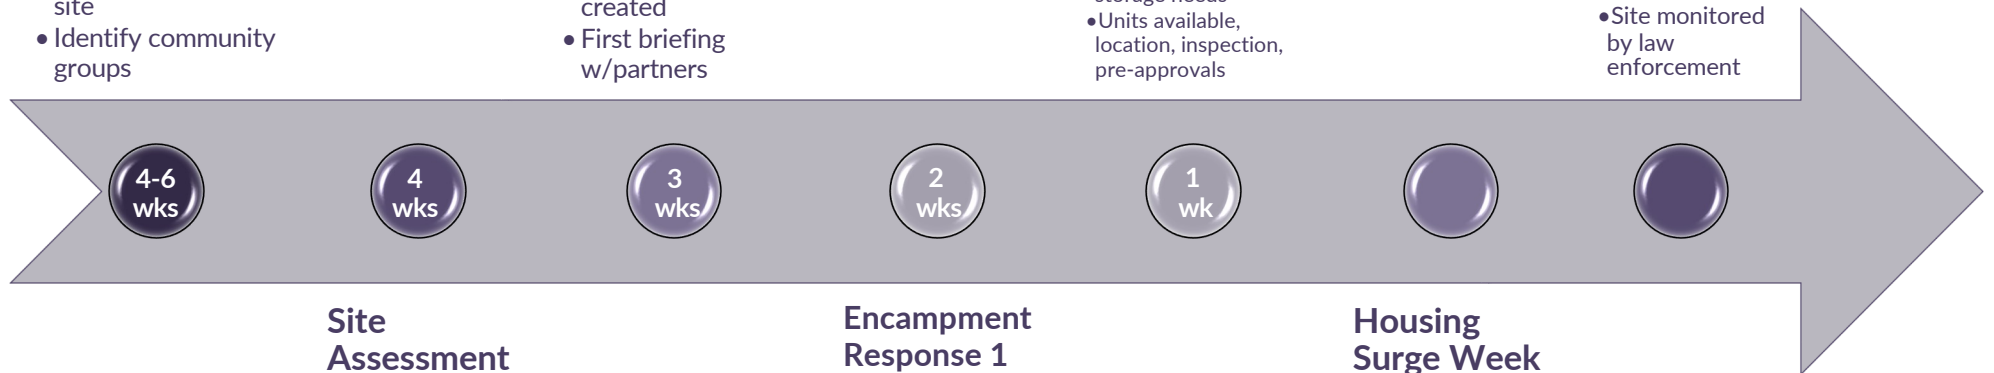 site
• Identify community
groups
created
• First briefing
w/partners
storage needs
•Units available,
location, inspection,
pre-approvals
•Site monitored
by law
enforcement
4-6
wks
4
wks
3
wks
2
wks
1
wk
Site
Assessment
Encampment
Response 1
Housing
Surge Week